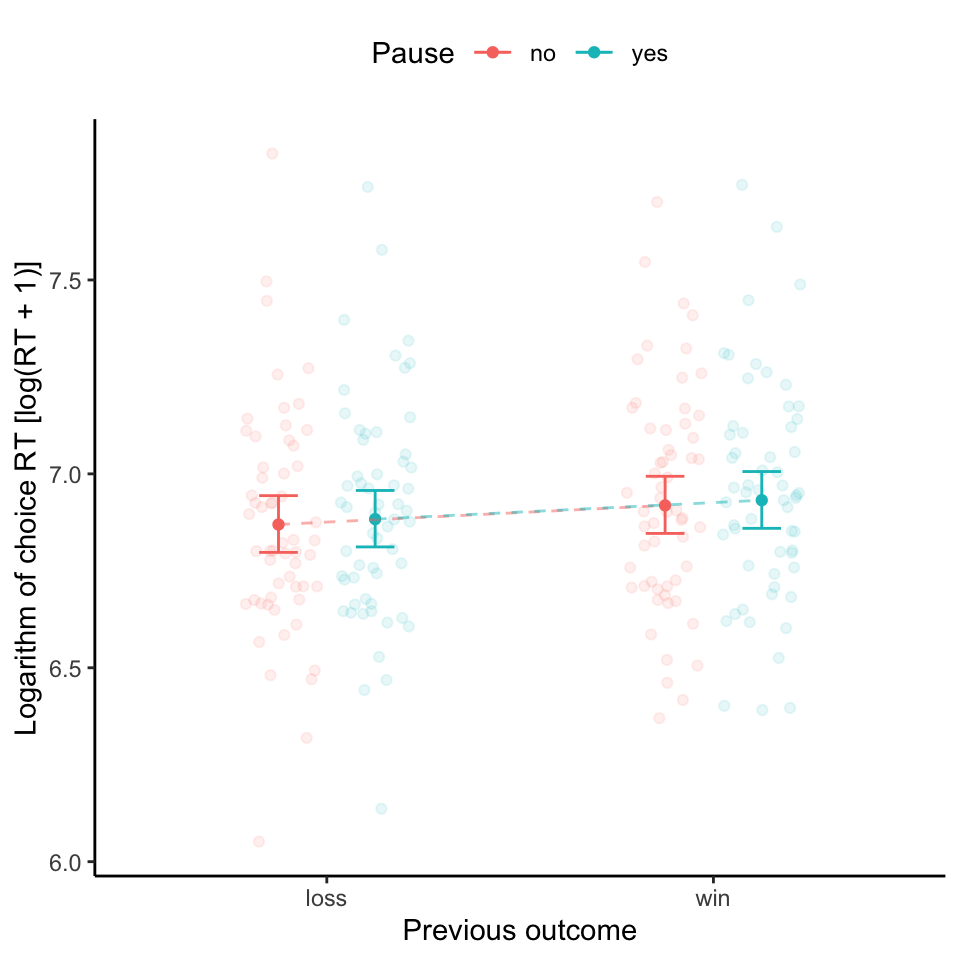 Pause no yes
Logarithm of choice RT [log(RT + 1)]
7.5
7.0
6.5
6.0
loss win
Previous outcome